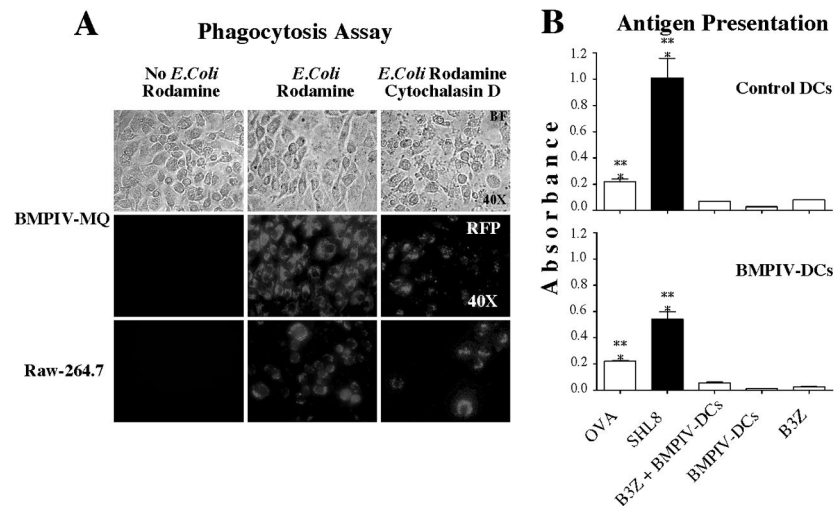 A
Phagocytosis Assay
No E.Coli
Rodamine
E.Coli
Rodamine
E.Coli Rodamine
Cytochalasin D
BF
40X
BMPIV-MQ
RFP
40X
Raw-264.7
B
Antigen Presentation
Control DCs
**
*
**
*
1.2
1.0
0.8
0.6
0.4
0.2
0.0
Absorbance
BMPIV-DCs
**
*
**
*
1.2
1.0
0.8
0.6
0.4
0.2
0.0
OVA
SHL8
B3Z + BMPIV-DCs
BMPIV-DCs
B3Z